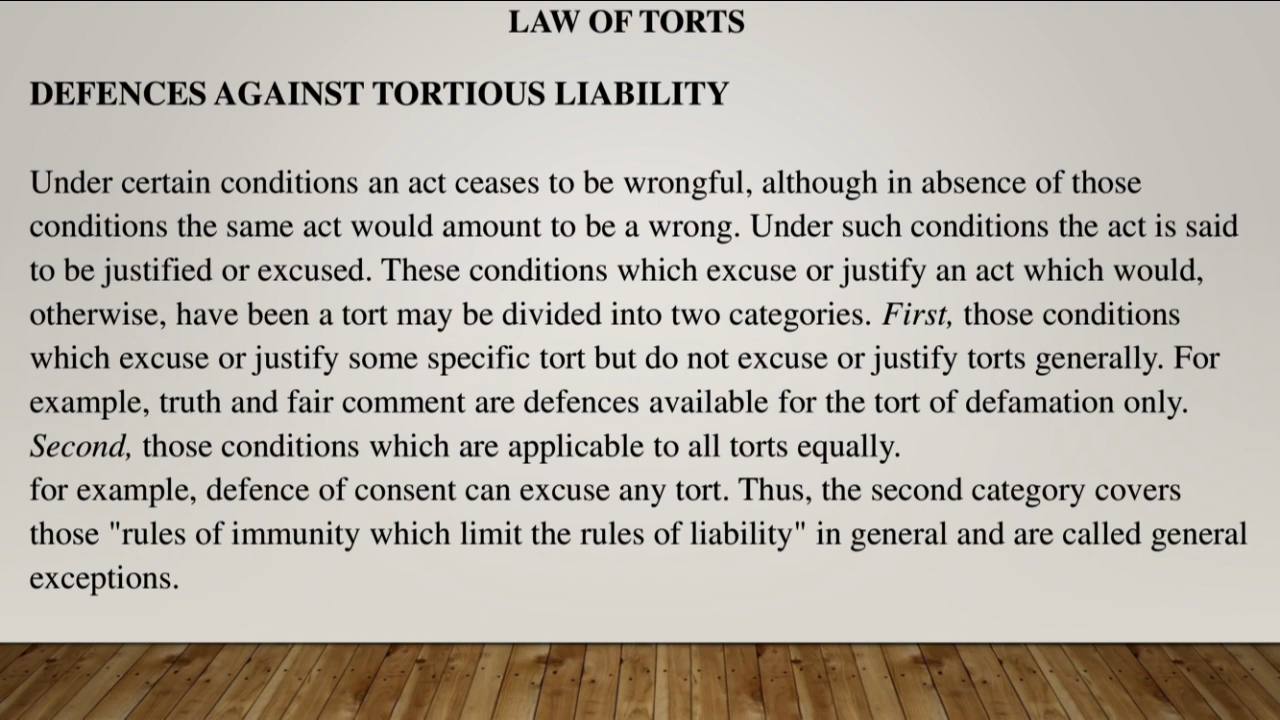 LAW OF TORTS
DEFENCES AGAINST TORTIOUS LIABILITY
Under certain conditions an act ceases to be wrongful, although in absence of those
conditions the same act would amount to be a wrong. Under such conditions the act is said
to be justified or excused. These conditions which excuse or justify an act which would,
otherwise, have been a tort may be divided into two categories. First, those conditions
which excuse or justify some specific tort but do not excuse or justify torts generally. For
example, truth and fair comment are defences available for the tort of defamation only.
Second, those conditions which are applicable to all torts equally.
for example, defence of consent can excuse any tort. Thus, the second category covers
those "rules of immunity which limit the rules of liability" in general and are called general
exceptions.